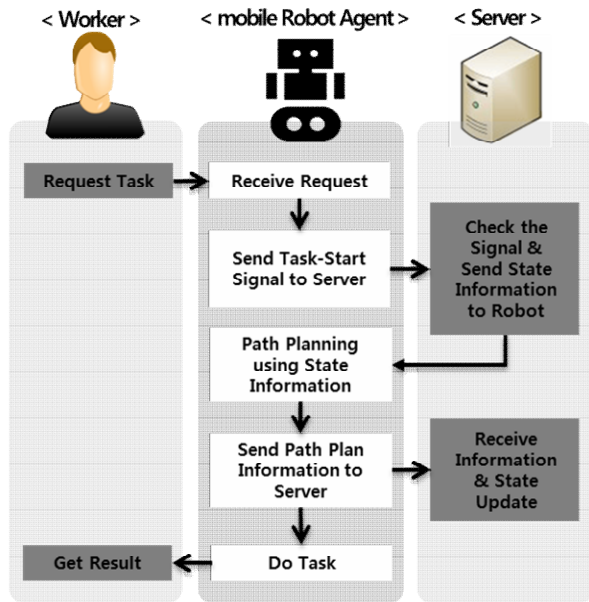 < Worker >
< mobile Robot Agent >
< Server >
Request Task
Receive Request
Send Task-Start
Signal to Server
Check the
Signal &
Send State
Information
to Robot
Path Planning
using State
Information
Send Path Plan
Information to
Server
Receive
Information
& State
Update
Get Result
Do Task